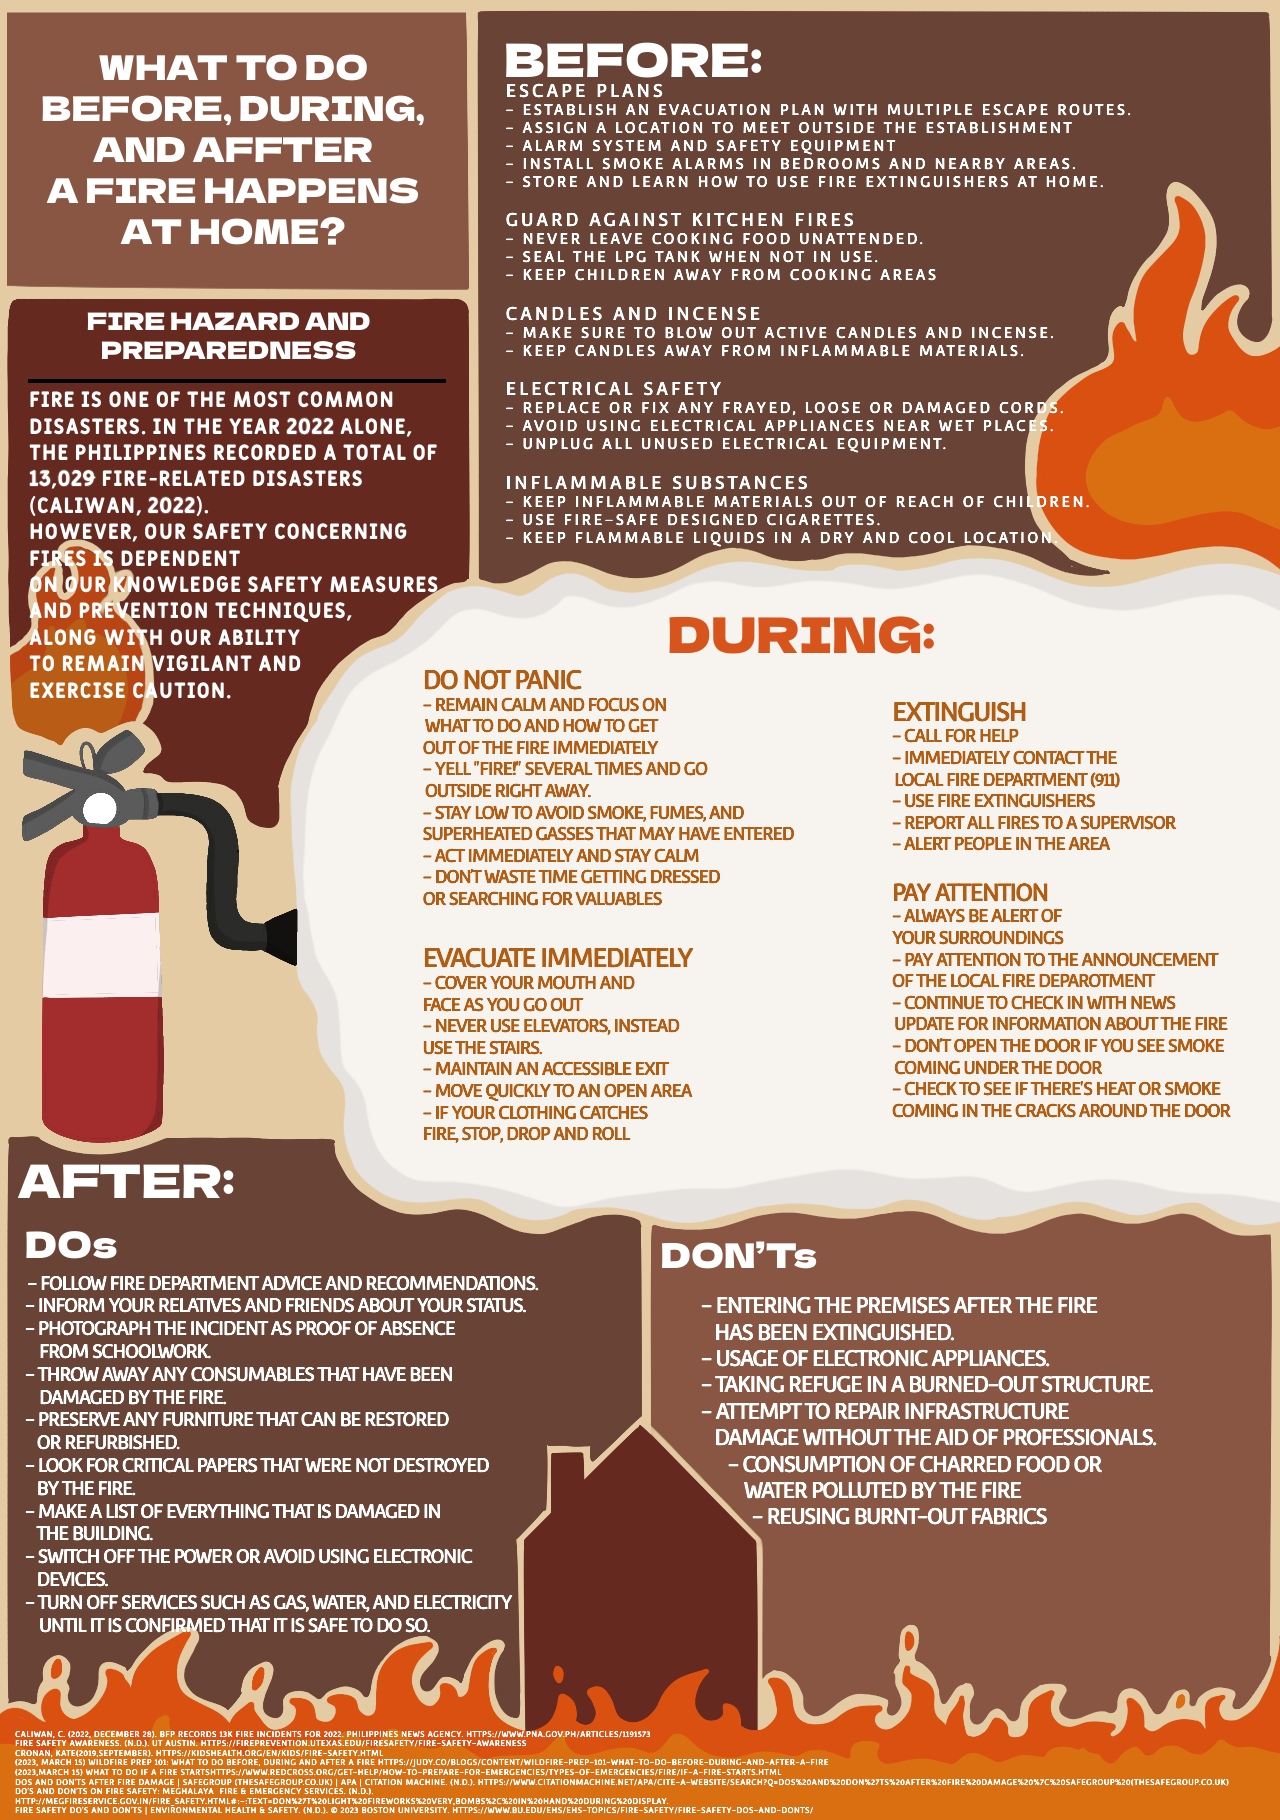 WHAT TO DO
BEFORE, DURING,
AND AFFTER
A FIRE HAPPENS
AT HOME?
FIRE HAZARD AND
PREPAREDNESS
FIRE IS ONE OF THE MOST COMMON
DISASTERS. IN THE YEAR 2022 ALONE,
THE PHILIPPINES RECORDED A TOTAL OF
13,029 FIRE-RELATED DISASTERS
(CALIWAN, 2022).
HOWEVER, OUR SAFETY CONCERNING
FIRES IS DEPENDENT
ON OUR KNOWLEDGE SAFETY MEASURES
AND PREVENTION TECHNIQUES,
ALONG WITH OUR ABILITY
TO REMAIN VIGILANT AND
EXERCISE CAUTION.
BEFORE:
ESCAPE PLANS
- ESTABLISH AN EVACUATION PLAN WITH MULTIPLE ESCAPE ROUTES.
- ASSIGN A LOCATION TO MEET OUTSIDE THE ESTABLISHMENT
- ALARM SYSTEM AND SAFETY EQUIPMENT
- INSTALL SMOKE ALARMS IN BEDROOMS AND NEARBY AREAS.
- STORE AND LEARN HOW TO USE FIRE EXTINGUISHERS AT HOME.
GUARD AGAINST KITCHEN FIRES
- NEVER LEAVE COOKING FOOD UNATTENDED.
- SEAL THE LPG TANK WHEN NOT IN USE.
- KEEP CHILDREN AWAY FROM COOKING AREAS
CANDLES AND INCENSE
- MAKE SURE TO BLOW OUT ACTIVE CANDLES AND INCENSE.
- KEEP CANDLES AWAY FROM INFLAMMABLE MATERIALS.
ELECTRICAL SAFETY
- REPLACE OR FIX ANY FRAYED, LOOSE OR DAMAGED CORDS.
- AVOID USING ELECTRICAL APPLIANCES NEAR WET PLACES.
- UNPLUG ALL UNUSED ELECTRICAL EQUIPMENT.
INFLAMMABLE SUBSTANCES
- KEEP INFLAMMABLE MATERIALS OUT OF REACH OF CHILDREN.
- USE FIRE-SAFE DESIGNED CIGARETTES.
- KEEP FLAMMABLE LIQUIDS IN A DRY AND COOL LOCATION.
DURING:
DO NOT PANIC
- REMAIN CALM AND FOCUS ON
WHAT TO DO AND HOW TO GET
OUT OF THE FIRE IMMEDIATELY
- YELL "FIRE!" SEVERAL TIMES AND GO
OUTSIDE RIGHT AWAY.
- STAY LOW TO AVOID SMOKE, FUMES, AND
SUPERHEATED GASSES THAT MAY HAVE ENTERED
- ACT IMMEDIATELY AND STAY CALM
- DON'T WASTE TIME GETTING DRESSED
OR SEARCHING FOR VALUABLES
EVACUATE IMMEDIATELY
- COVER YOUR MOUTH AND
FACE AS YOU GO OUT
- NEVER USE ELEVATORS, INSTEAD
USE THE STAIRS.
- MAINTAIN AN ACCESSIBLE EXIT
- MOVE QUICKLY TO AN OPEN AREA
- IF YOUR CLOTHING CATCHES
FIRE, STOP, DROP AND ROLL
EXTINGUISH
- CALL FOR HELP
- IMMEDIATELY CONTACT THE
LOCAL FIRE DEPARTMENT (911)
- USE FIRE EXTINGUISHERS
- REPORT ALL FIRES TO A SUPERVISOR
- ALERT PEOPLE IN THE AREA
PAY ATTENTION
- ALWAYS BE ALERT OF
YOUR SURROUNDINGS
- PAY ATTENTION TO THE ANNOUNCEMENT
OF THE LOCAL FIRE DEPAROTMENT
- CONTINUE TO CHECK IN WITH NEWS
UPDATE FOR INFORMATION ABOUT THE FIRE
- DON'T OPEN THE DOOR IF YOU SEE SMOKE
COMING UNDER THE DOOR
- CHECK TO SEE IF THERE'S HEAT OR SMOKE
COMING IN THE CRACKS AROUND THE DOOR
AFTER:
DOs
- FOLLOW FIRE DEPARTMENT ADVICE AND RECOMMENDATIONS.
- INFORM YOUR RELATIVES AND FRIENDS ABOUT YOUR STATUS.
- PHOTOGRAPH THE INCIDENT AS PROOF OF ABSENCE
FROM SCHOOLWORK.
- THROW AWAY ANY CONSUMABLES THAT HAVE BEEN
DAMAGED BY THE FIRE.
- PRESERVE ANY FURNITURE THAT CAN BE RESTORED
OR REFURBISHED.
- LOOK FOR CRITICAL PAPERS THAT WERE NOT DESTROYED
BY THE FIRE.
- MAKE A LIST OF EVERYTHING THAT IS DAMAGED IN
THE BUILDING.
- SWITCH OFF THE POWER OR AVOID USING ELECTRONIC
DEVICES.
- TURN OFF SERVICES SUCH AS GAS, WATER, AND ELECTRICITY
UNTIL IT IS CONFIRMED THAT IT IS SAFE TO DO SO.
DON'Ts
- ENTERING THE PREMISES AFTER THE FIRE
HAS BEEN EXTINGUISHED.
- USAGE OF ELECTRONIC APPLIANCES.
- TAKING REFUGE IN A BURNED-OUT STRUCTURE.
- ATTEMPT TO REPAIR INFRASTRUCTURE
DAMAGE WITHOUT THE AID OF PROFESSIONALS.
- CONSUMPTION OF CHARRED FOOD OR
WATER POLLUTED BY THE FIRE
- REUSING BURNT-OUT FABRICS
CALIWAN, C. (2022, DECEMBER 28). BFP RECORDS 13K FIRE INCIDENTS FOR 2022. PHILIPPINES NEWS AGENCY. HTTPS://WWW.PNA.GOV.PH/ARTICLES/1191573
FIRE SAFETY AWARENESS. (N.D.). UT AUSTIN. HTTPS://FIREPREVENTION.UTEXAS.EDU/FIRESAFETY/FIRE-SAFETY-AWARENESS
CRONAN, KATE(2019,SEPTEMBER). HTTPS://KIDSHEALTH.ORG/EN/KIDS/FIRE-SAFETY.HTML
(2023, MARCH 15) WILDFIRE PREP 101: WHAT TO DO BEFORE, DURING AND AFTER A FIRE HTTPS://JUDY.CO/BLOGS/CONTENT/WILDFIRE-PREP-101-WHAT-TO-DO-BEFORE-DURING-AND-AFTER-A-FIRE
(2023,MARCH 15) WHAT TO DO IF A FIRE STARTSHTTPS://WWW.REDCROSS.ORG/GET-HELP/HOW-TO-PREPARE-FOR-EMERGENCIES/TYPES-OF-EMERGENCIES/FIRE/IF-A-FIRE-STARTS.HTML
DOS AND DON'TS AFTER FIRE DAMAGE | SAFEGROUP (THESAFEGROUP.CO.UK) | APA | CITATION MACHINE. (N.D.). HTTPS://WWW.CITATIONMACHINE.NET/APA/CITE-A-WEBSITE/SEARCH?Q=DOS%20AND%20DON%27TS%20AFTER%20FIRE%20DAMAGE%20%7C%20SAFEGROUP%20(THESAFEGROUP.CO.UK)
DO'S AND DON'TS ON FIRE SAFETY: MEGHALAYA FIRE & EMERGENCY SERVICES. (N.D.).
HTTP://MEGFIRESERVICE.GOV.IN/FIRE_SAFETY.HTML#:~:TEXT=DON%27T%20LIGHT%20FIREWORKS%20VERY,BOMBS%2C%20IN%20HAND%20DURING%20DISPLAY.
FIRE SAFETY DO'S AND DON'TS | ENVIRONMENTAL HEALTH & SAFETY. (N.D.). © 2023 BOSTON UNIVERSITY. HTTPS://WWW.BU.EDU/EHS/EHS-TOPICS/FIRE-SAFETY/FIRE-SAFETY-DOS-AND-DONTS/